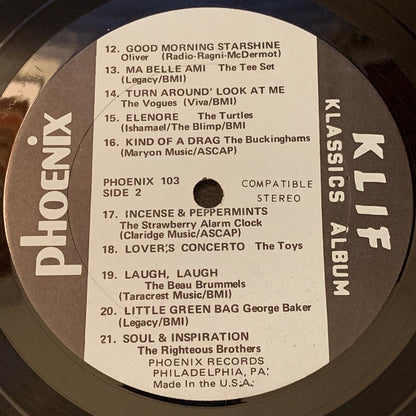 12. GOOD MORNING STARSHINE
Oliver (Radio-Ragni-McDermot)
13. MA BELLE AMI The Tee Set
(Legacy/BMI)
14. TURN AROUND' LOOK AT ME
The Vogues (Viva/BMI)
15. ELENORE The Turtles
(Ishamael/The Blimp/BMI)
16. KIND OF A DRAG The Buckinghams
(Maryon Music/ASCAP)
PHOENIX 103
SIDE 2
COMPATIBLE
STEREO
17. INCENSE & PEPPERMINTS
The Strawberry Alarm Clock
(Claridge Music/ASCAP)
18. LOVER'S CONCERTO The Toys
19. LAUGH, LAUGH
The Beau Brummels
(Taracrest Music/BMI)
20. LITTLE GREEN BAG George Baker
(Legacy/BMI)
21. SOUL & INSPIRATION
The Righteous Brothers
PHOENIX RECORDS
PHILADELPHIA, PA.
Made In the U.S.A.
PhOENix
KLIF
KLASSICS ALBUM